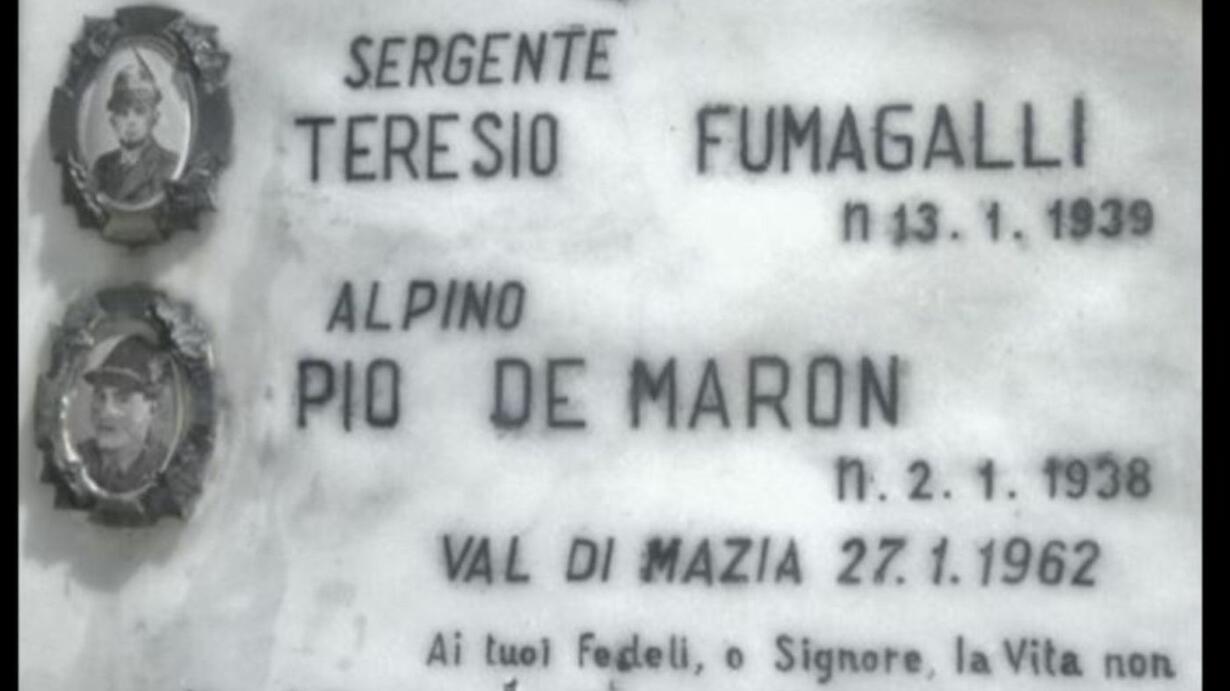 SERGENTE
TERESIO FUMAGALLI
n 13. 1. 1939
ALPINO
PIO DE MARON
n. 2. 1. 1938
VAL DI MAZIA 27. 1. 1962
Ai tuoi Fedeli, o Signore, la Vita non